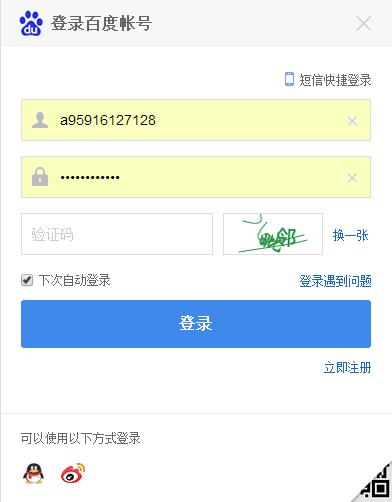 du 登录百度帐号
短信快捷登录
a95916127128
••••••••••••
验证码
换一张
下次自动登录 登录遇到问题
登录
立即注册
可以使用以下方式登录